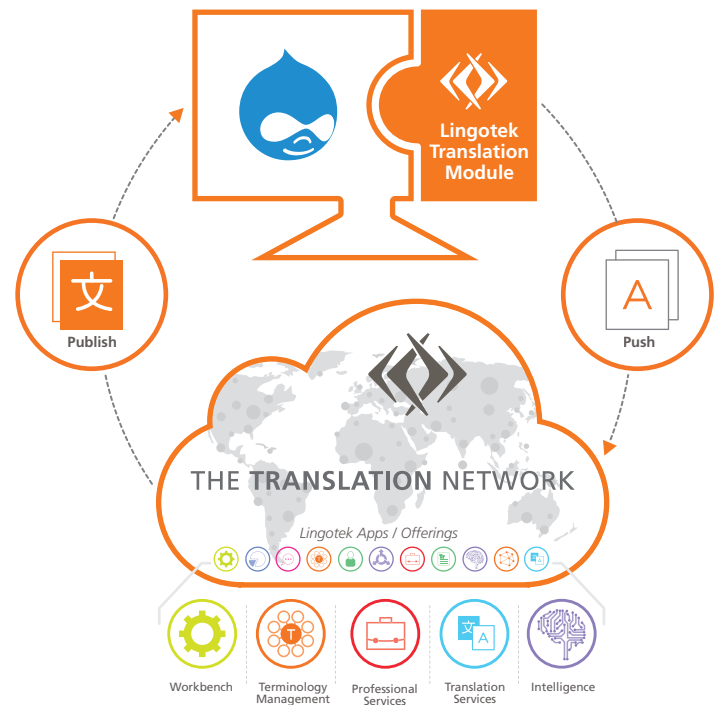 Lingotek
Translation
Module
文
Publish
A
Push
THE TRANSLATION NETWORK
Lingotek Apps / Offerings
T
T
文
A
Workbench
Terminology
Management
Professional
Services
Translation
Services
Intelligence